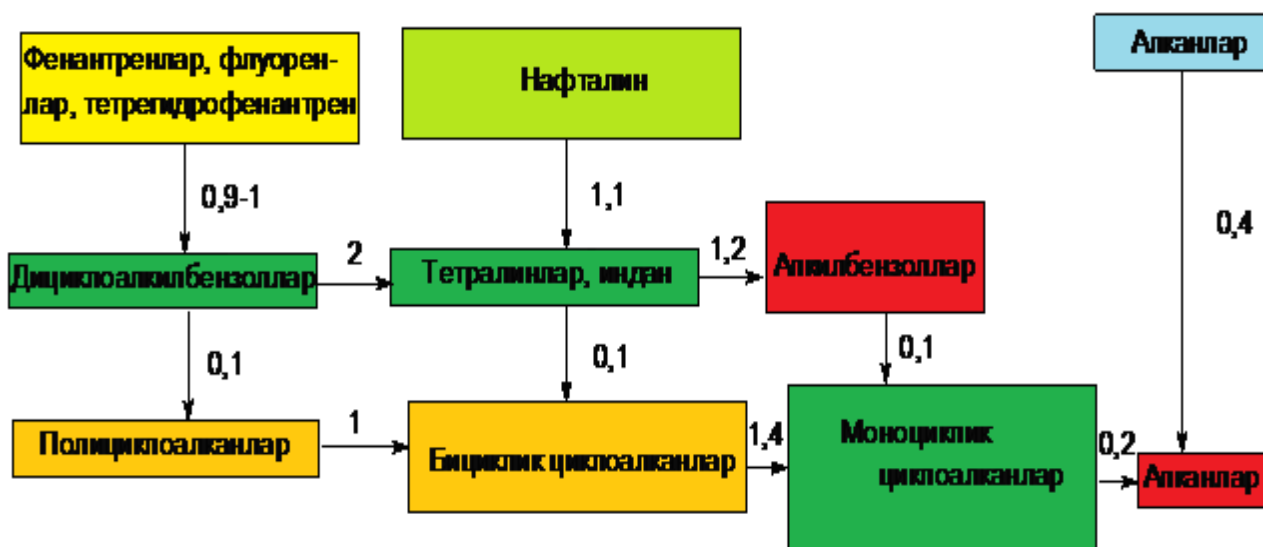 Фенантренлар, флуорен-
лар, тетрагидрофенантрен
Нафталин
Алканлар
0,9-1
1,1
0,4
Дициклоалкилбензоллар
2
Тетралинлар, индан
1,2
Алкилбензоллар
0,1
0,1
0,1
Полициклоалканлар
1
Бициклик циклоалканлар
1,4
Моноциклик
циклоалканлар
0,2
Алканлар